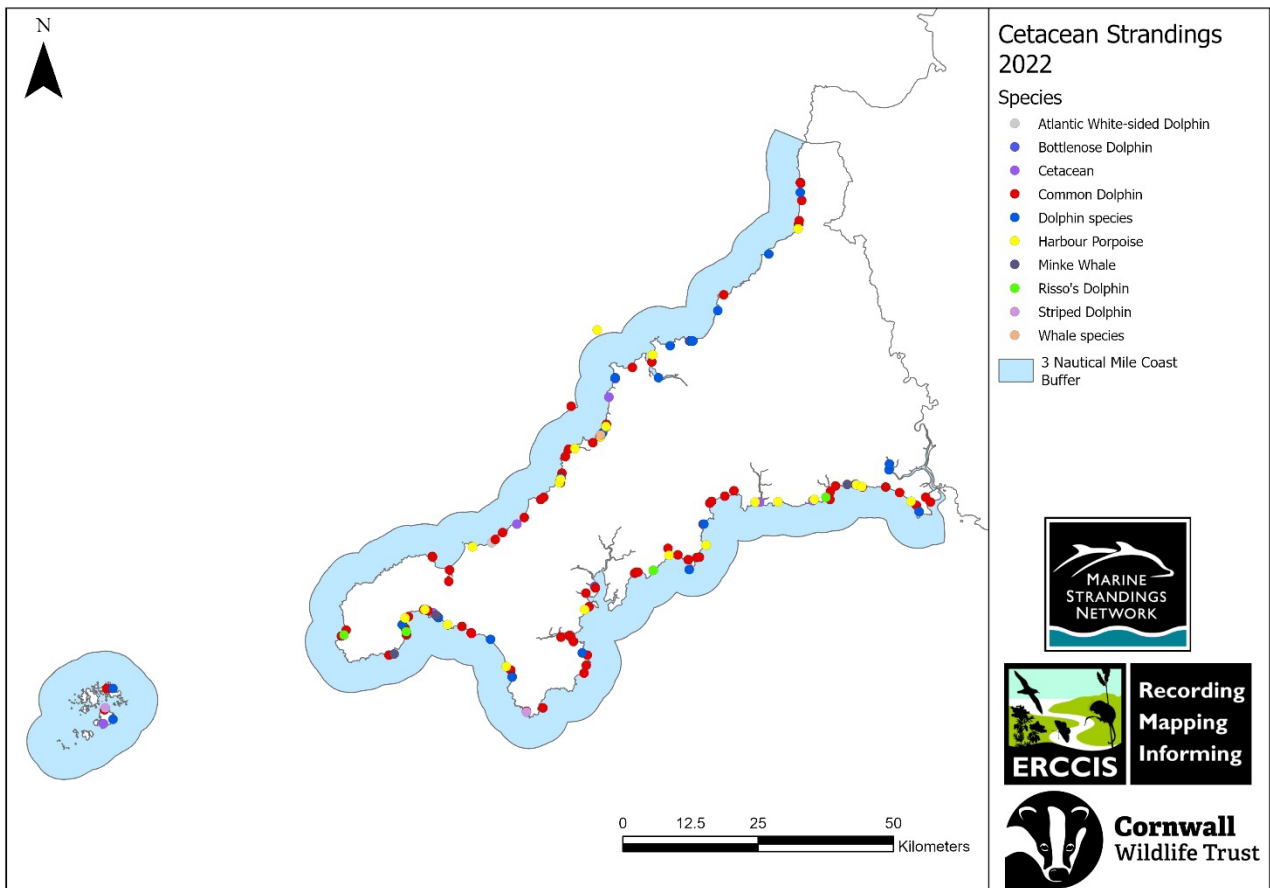 N
Cetacean Strandings
2022
Species
Atlantic White-sided Dolphin
Bottlenose Dolphin
Cetacean
Common Dolphin
Dolphin species
Harbour Porpoise
Minke Whale
Risso's Dolphin
Striped Dolphin
Whale species
3 Nautical Mile Coast
Buffer
MARINE
STRANDINGS
NETWORK
ERCCIS
Recording
Mapping
Informing
Cornwall
Wildlife Trust
0 12.5 25 50
Kilometers